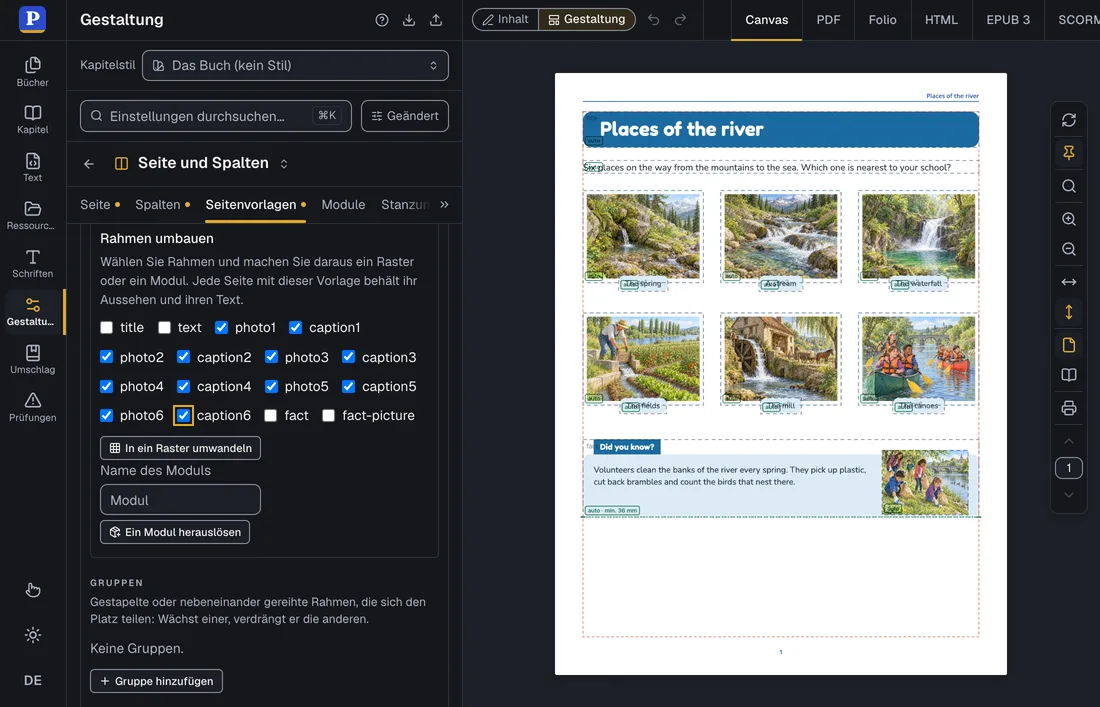 P
Gestaltung
Inhalt
Gestaltung
Canvas
PDF
Folio
HTML
EPUB 3
SCORM
Bücher
Kapitel
Text
Ressourc...
Schriften
Gestaltu...
Umschlag
Prüfungen
DE
Kapitelstil
Das Buch (kein Stil)
Einstellungen durchsuchen...
⌘K
Geändert
Seite und Spalten
Seite
Spalten
Seitenvorlagen
Module
Stanzun
Rahmen umbauen
Wählen Sie Rahmen und machen Sie daraus ein Raster
oder ein Modul. Jede Seite mit dieser Vorlage behält ihr
Aussehen und ihren Text.
title text photo1 caption1
photo2 caption2 photo3 caption3
photo4 caption4 photo5 caption5
photo6 caption6 fact fact-picture
In ein Raster umwandeln
Name des Moduls
Modul
Ein Modul herauslösen
GRUPPEN
Gestapelte oder nebeneinander gereihte Rahmen, die sich den
Platz teilen: Wächst einer, verdrängt er die anderen.
Keine Gruppen.
+ Gruppe hinzufügen
Places of the river
Places of the river
auto
Six places on the way from the mountains to the sea. Which one is nearest to your school?
The spring
A stream
The waterfall
The fields
The mill
The canoes
Did you know?
Volunteers clean the banks of the river every spring. They pick up plastic,
cut back brambles and count the birds that nest there.
auto · min. 36 mm
1
1